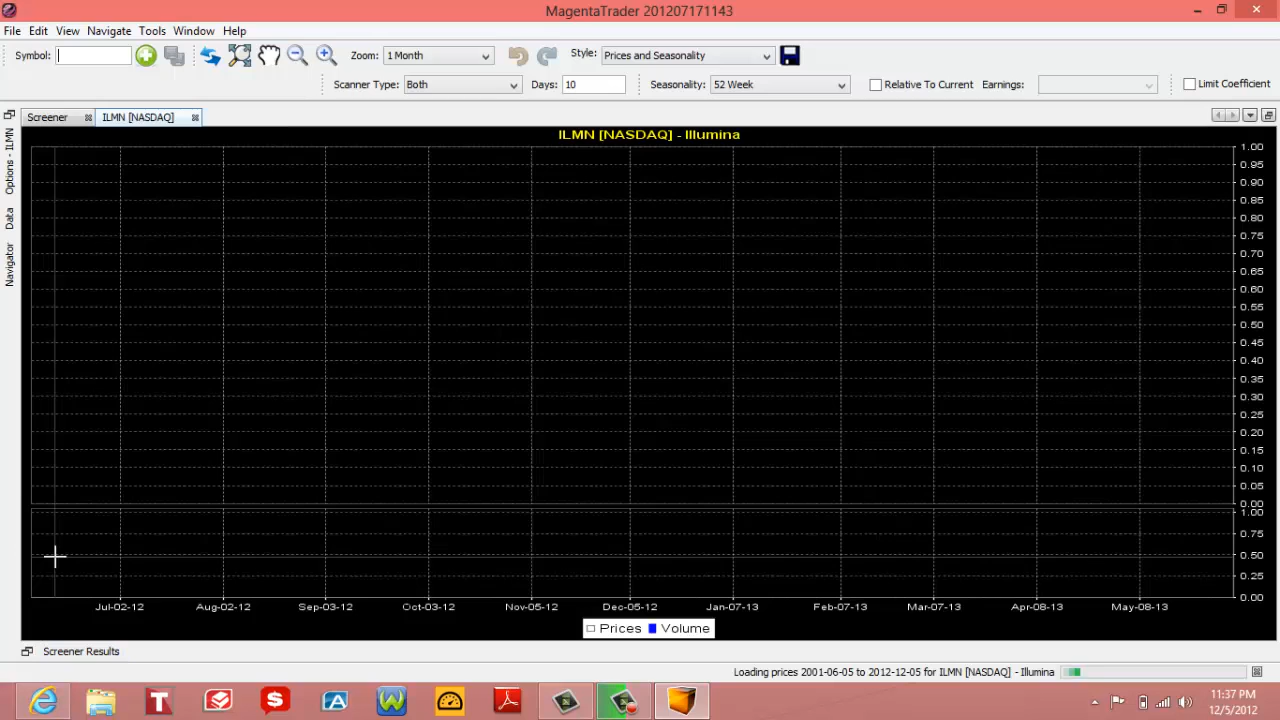 MagentaTrader 201207171143
File Edit View Navigate Tools Window Help
Symbol: Zoom: 1 Month Style: Prices and Seasonality
Scanner Type: Both Days: 10 Seasonality: 52 Week Relative To Current Earnings: Limit Coefficient
Screener ILMN [NASDAQ]
ILMN [NASDAQ] - Illumina
Options - ILMN
Data
Navigator
1.00
0.95
0.90
0.85
0.80
0.75
0.70
0.65
0.60
0.55
0.50
0.45
0.40
0.35
0.30
0.25
0.20
0.15
0.10
0.05
0.00
1.00
0.75
0.50
0.25
0.00
Jul-02-12 Aug-02-12 Sep-03-12 Oct-03-12 Nov-05-12 Dec-05-12 Jan-07-13 Feb-07-13 Mar-07-13 Apr-08-13 May-08-13
Prices Volume
Screener Results
Loading prices 2001-06-05 to 2012-12-05 for ILMN [NASDAQ] - Illumina
11:37 PM
12/5/2012